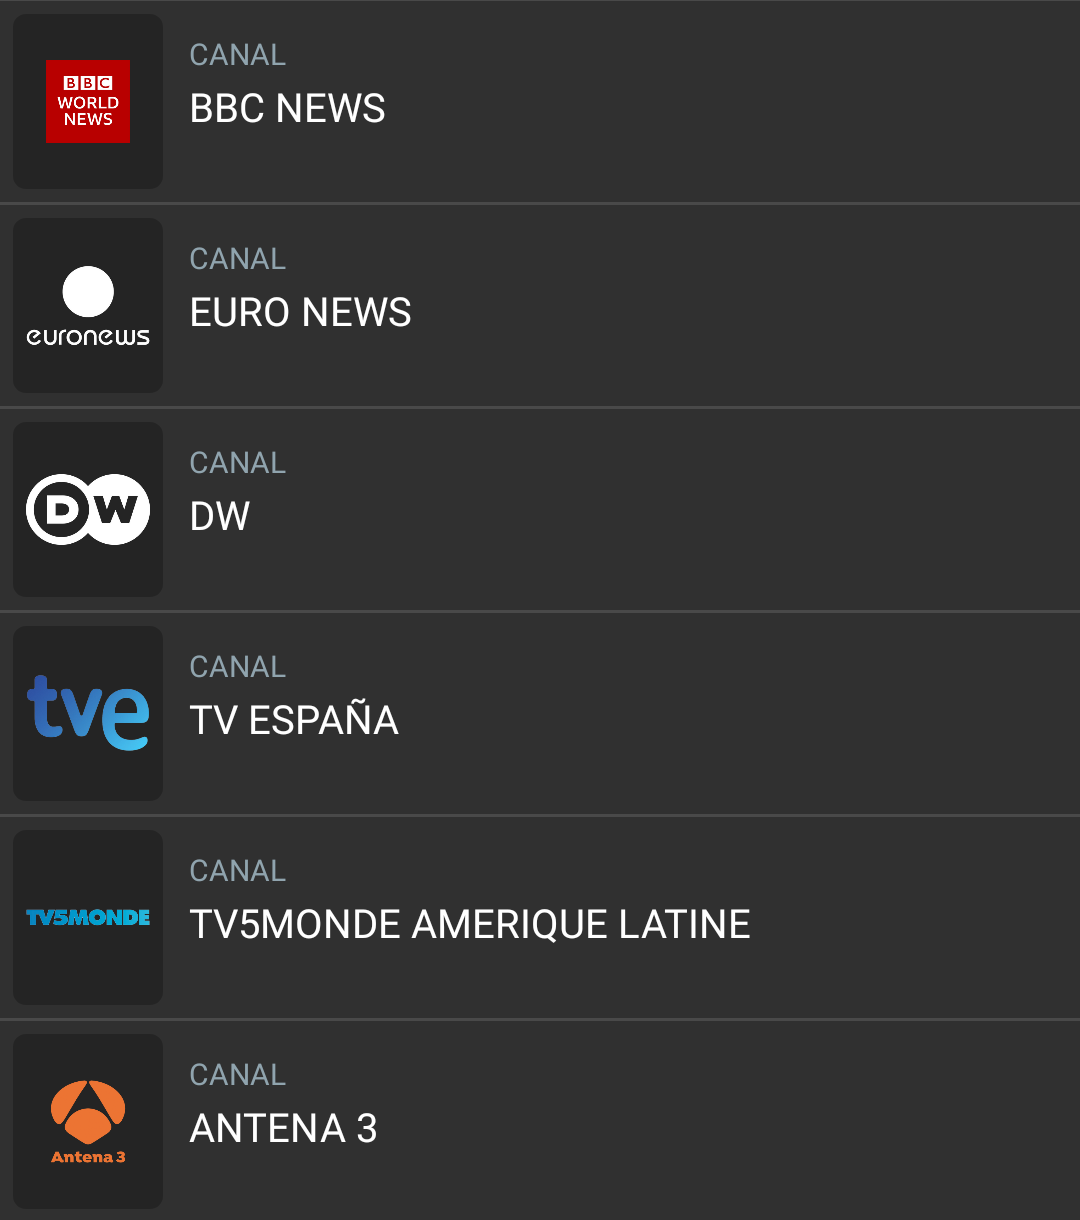 BBC
WORLD
NEWS
CANAL
BBC NEWS
euronews
CANAL
EURO NEWS
DW
CANAL
DW
tve
CANAL
TV ESPAÑA
TV5MONDE
CANAL
TV5MONDE AMERIQUE LATINE
Antena 3
CANAL
ANTENA 3